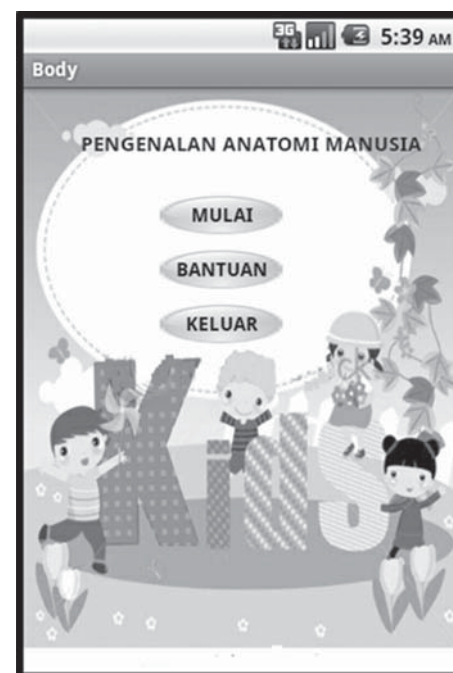 3G 5:39 AM
Body
PENGENALAN ANATOMI MANUSIA
MULAI
BANTUAN
KELUAR
Kids